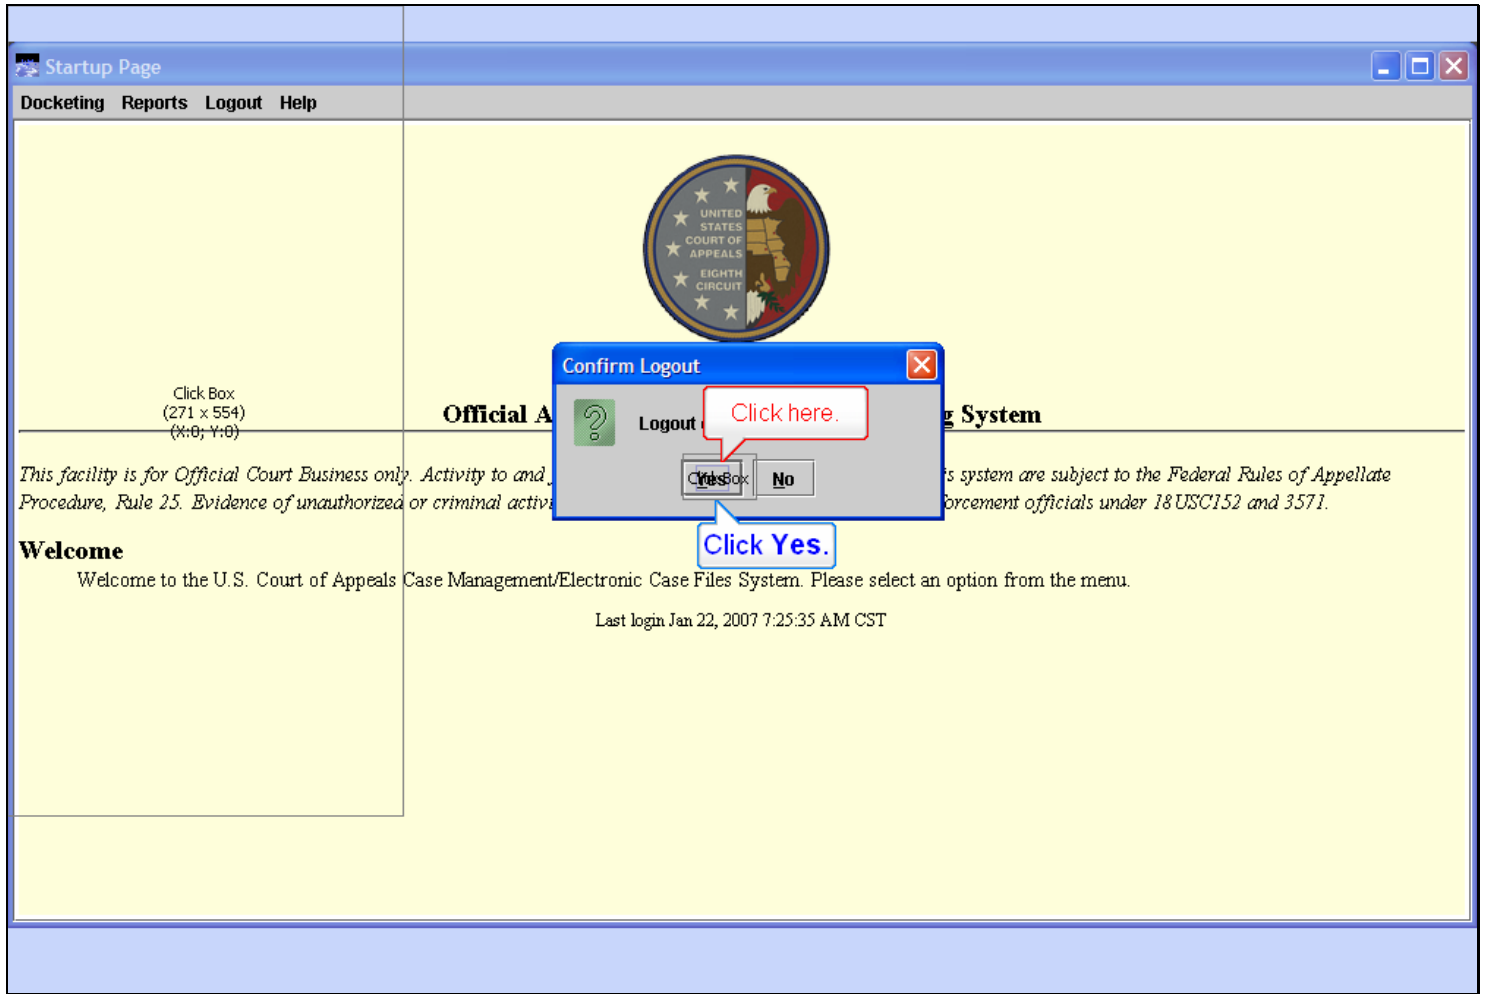 Startup Page
Docketing Reports Logout Help
UNITED
STATES
COURT OF
APPEALS
EIGHTH
CIRCUIT
Confirm Logout
Click Box
(271 x 554)
(X:0; Y:0)
Official A
Logout
Click here.
g System
This facility is for Official Court Business only. Activity to and
s system are subject to the Federal Rules of Appellate
Yes
Click Box
No
Procedure, Rule 25. Evidence of unauthorized or criminal activi
orcement officials under 18 USC152 and 3571.
Click Yes.
Welcome
Welcome to the U.S. Court of Appeals Case Management/Electronic Case Files System. Please select an option from the menu.
Last login Jan 22, 2007 7:25:35 AM CST